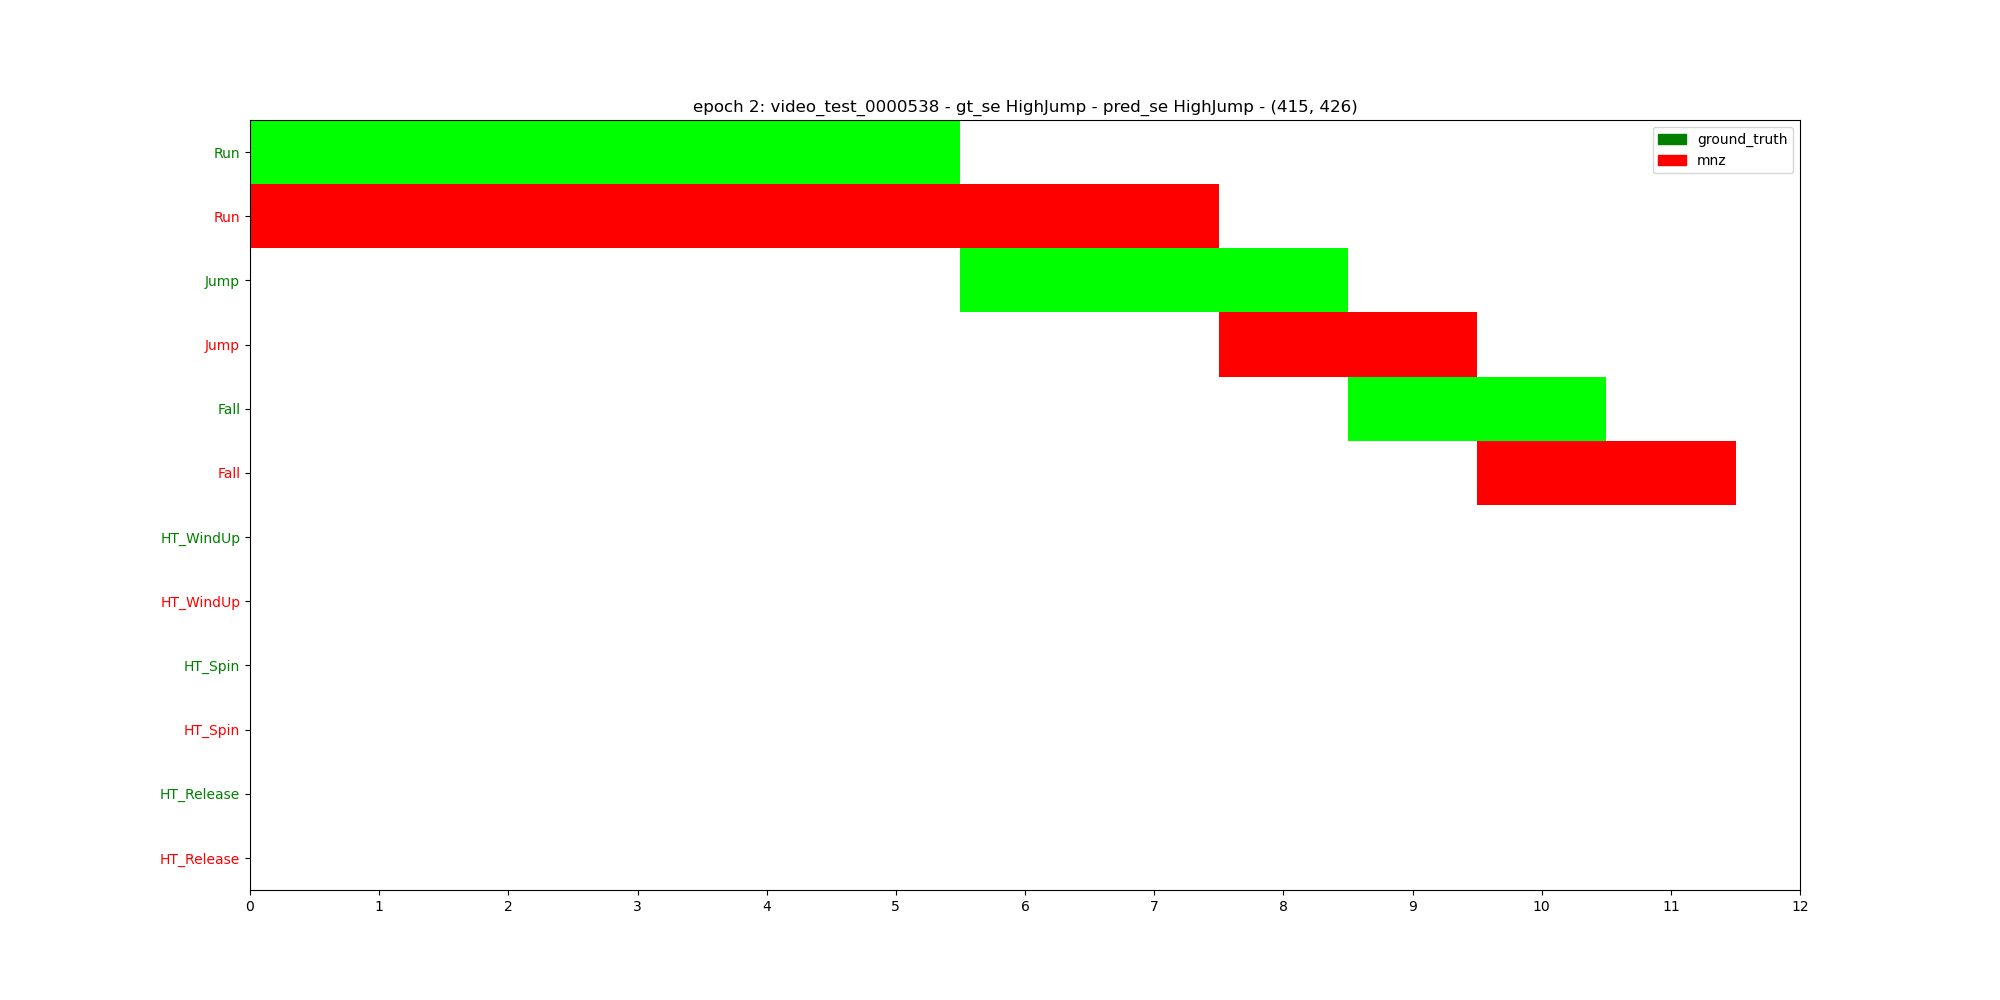 epoch 2: video_test_0000538 - gt_se HighJump - pred_se HighJump - (415, 426)
ground_truth
mnz
Run
Run
Jump
Jump
Fall
Fall
HT_WindUp
HT_WindUp
HT_Spin
HT_Spin
HT_Release
HT_Release
0 1 2 3 4 5 6 7 8 9 10 11 12